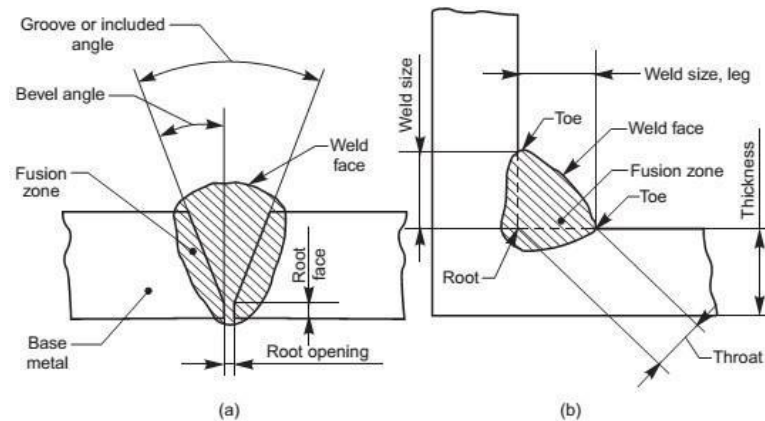 Groove or included
angle
Bevel angle
Weld
face
Fusion
zone
Root
face
Base
metal
Root opening
(a)
Weld size
Weld size, leg
Toe
Weld face
Fusion zone
Toe
Thickness
Root
Throat
(b)